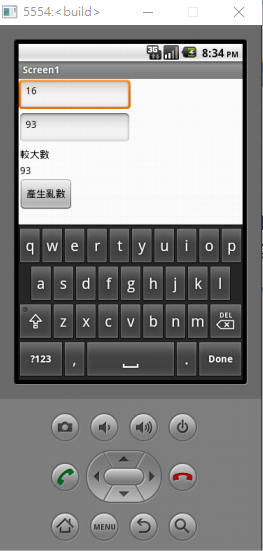 5554:<build>
3G
8:34 PM
Screen1
16
93
較大數
93
產生亂數
q w e r t y u i o p
a s d f g h j k l
z x c v b n m DEL
?123 , . Done
MENU